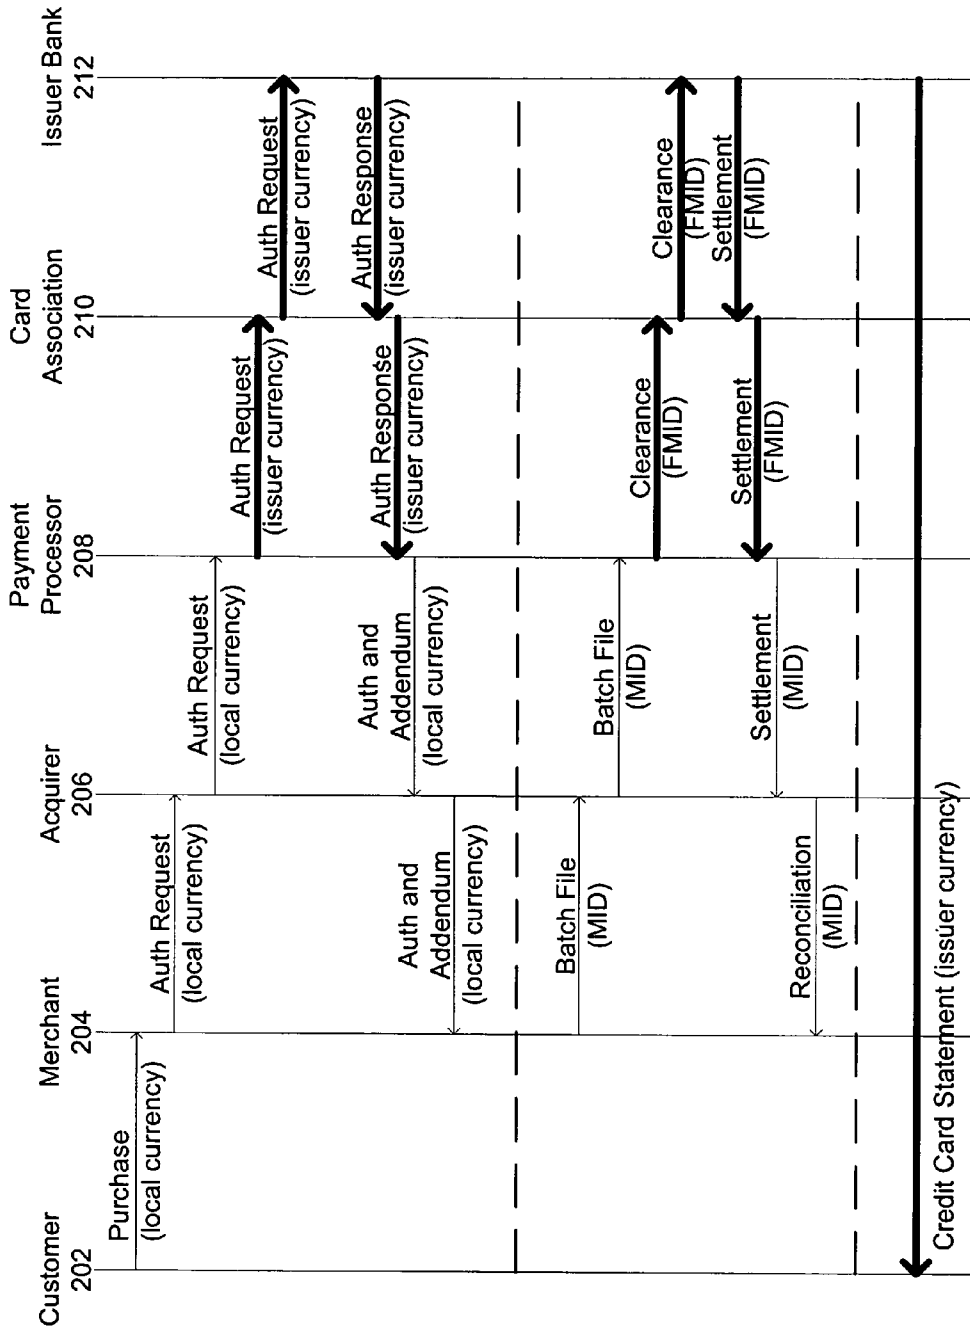 Customer
202
Merchant
204
Acquirer
206
Payment
Processor
208
Card
Association
210
Issuer Bank
212
Purchase
(local currency)
Auth Request
(local currency)
Auth Request
(local currency)
Auth Request
(issuer currency)
Auth Request
(issuer currency)
Auth Response
(issuer currency)
Auth Response
(issuer currency)
Auth and
Addendum
(local currency)
Auth and
Addendum
(local currency)
Batch File
(MID)
Batch File
(MID)
Clearance
(FMID)
Clearance
(FMID)
Settlement
(FMID)
Settlement
(FMID)
Settlement
(MID)
Reconciliation
(MID)
Credit Card Statement (issuer currency)